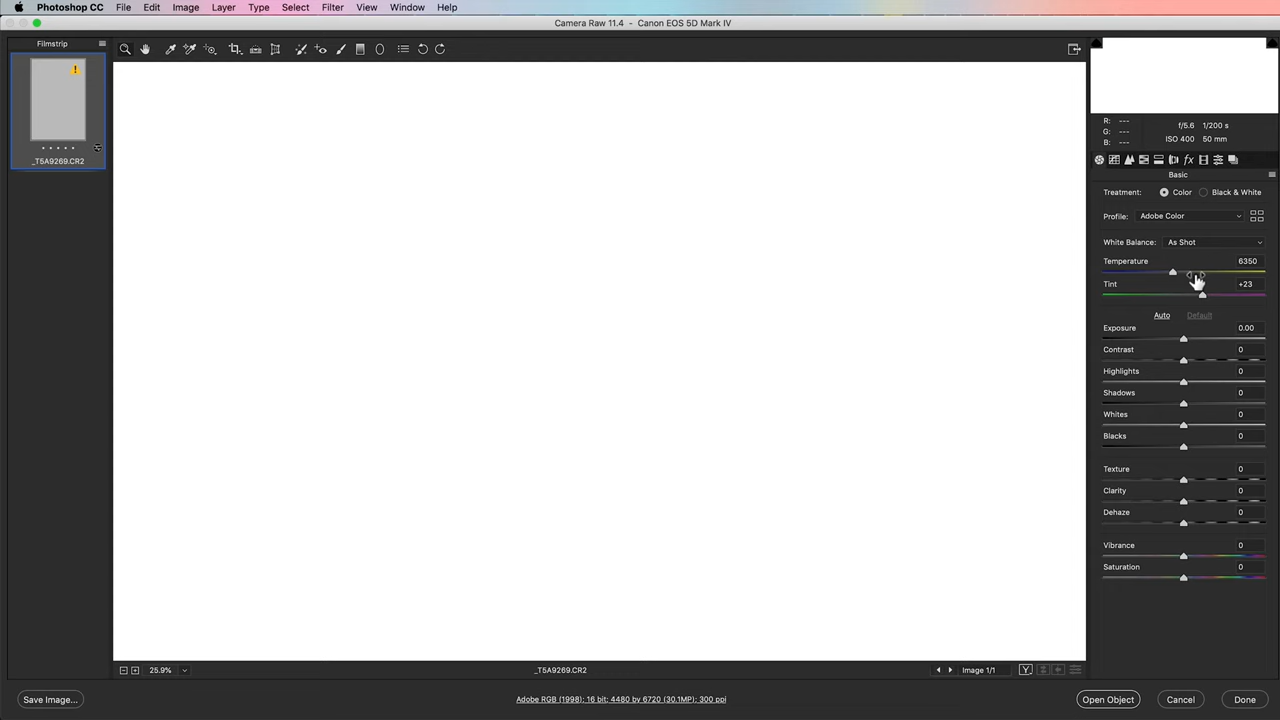 Photoshop CC File Edit Image Layer Type Select Filter View Window Help
Camera Raw 11.4 - Canon EOS 5D Mark IV
Filmstrip
_T5A9269.CR2
R: ---
G: ---
B: ---
f/5.6 1/200 s
ISO 400 50 mm
fx
Basic
Treatment: Color Black & White
Profile: Adobe Color
White Balance: As Shot
Temperature 6350
Tint +23
Auto Default
Exposure 0.00
Contrast 0
Highlights 0
Shadows 0
Whites 0
Blacks 0
Texture 0
Clarity 0
Dehaze 0
Vibrance 0
Saturation 0
25.9% _T5A9269.CR2 Image 1/1 Y
Save Image... Adobe RGB (1998); 16 bit; 4480 by 6720 (30.1MP); 300 ppi Open Object Cancel Done